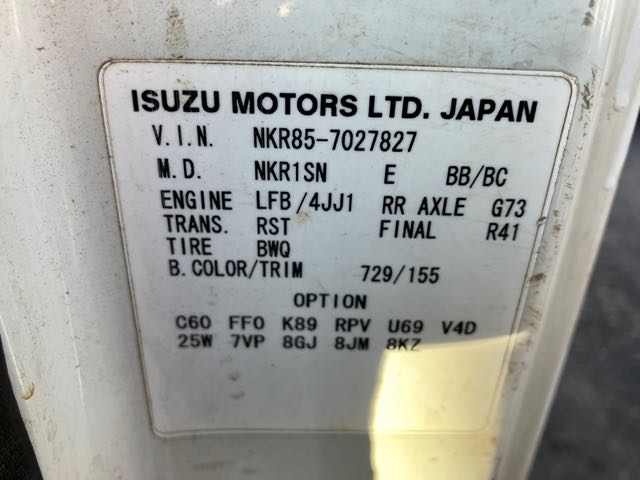 ISUZU MOTORS LTD. JAPAN
V.I.N. NKR85-7027827
M.D. NKR1SN E BB/BC
ENGINE LFB/4JJ1 RR AXLE G73
TRANS. RST FINAL R41
TIRE BWQ
B.COLOR/TRIM 729/155
OPTION
C60 FF0 K89 RPV U69 V4D
25W 7VP 8GJ 8JM 8KZ